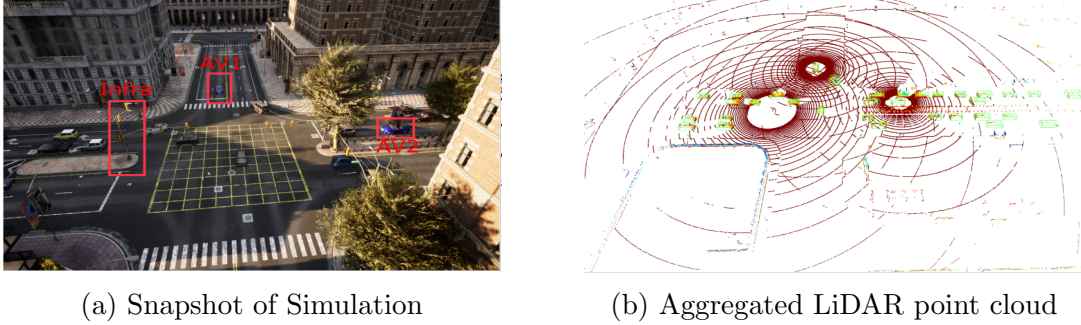 AV1
Infra
AV2
(a) Snapshot of Simulation
(b) Aggregated LiDAR point cloud